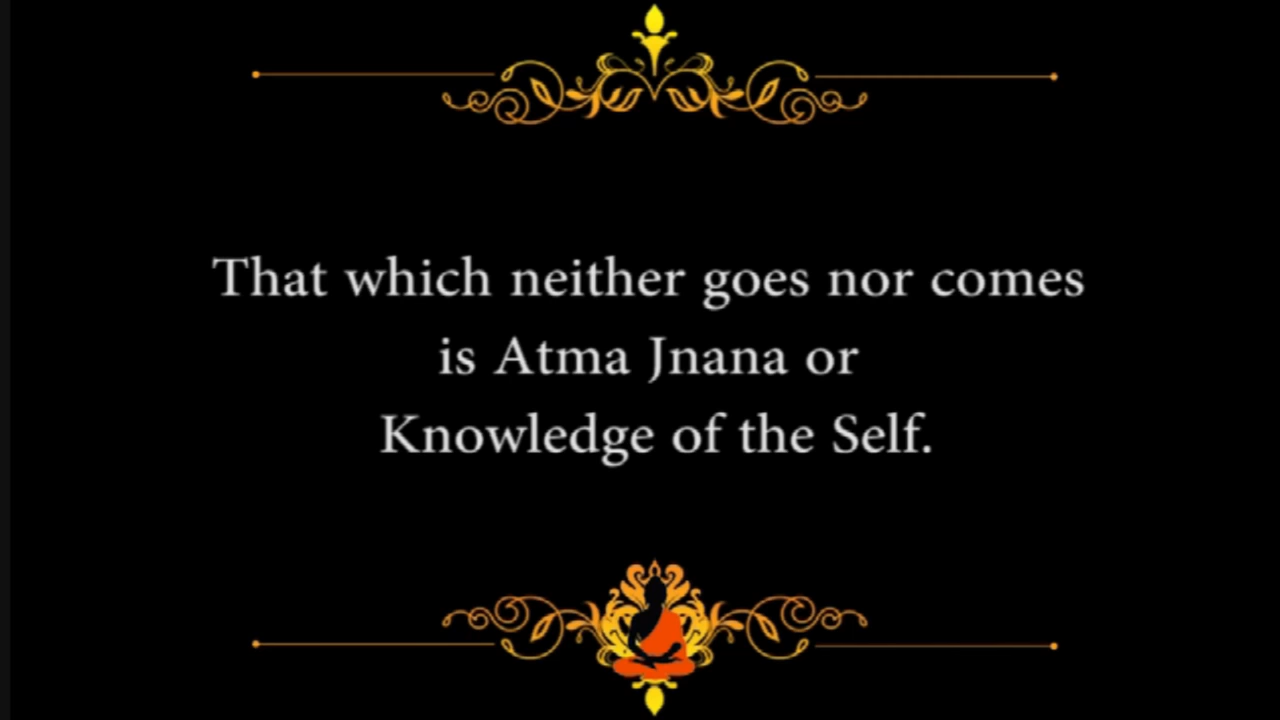 That which neither goes nor comes
is Atma Jnana or
Knowledge of the Self.